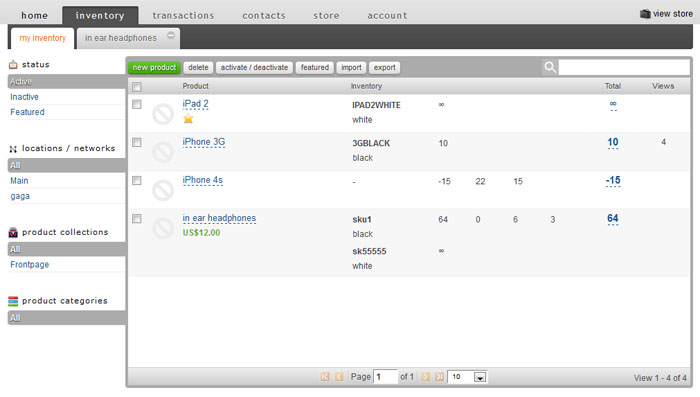 home inventory transactions contacts store account view store
my inventory in ear headphones
status
Active
Inactive
Featured
locations / networks
All
Main
gaga
product collections
All
Frontpage
product categories
All
new product delete activate / deactivate featured import export
Product Inventory Total Views
iPad 2 IPAD2WHITE ∞ ∞
white
iPhone 3G 3GBLACK 10 10 4
black
iPhone 4s - -15 22 15 -15
in ear headphones sku1 64 0 6 3 64
US$12.00 black
sk55555 ∞
white
Page 1 of 1 10 View 1 - 4 of 4